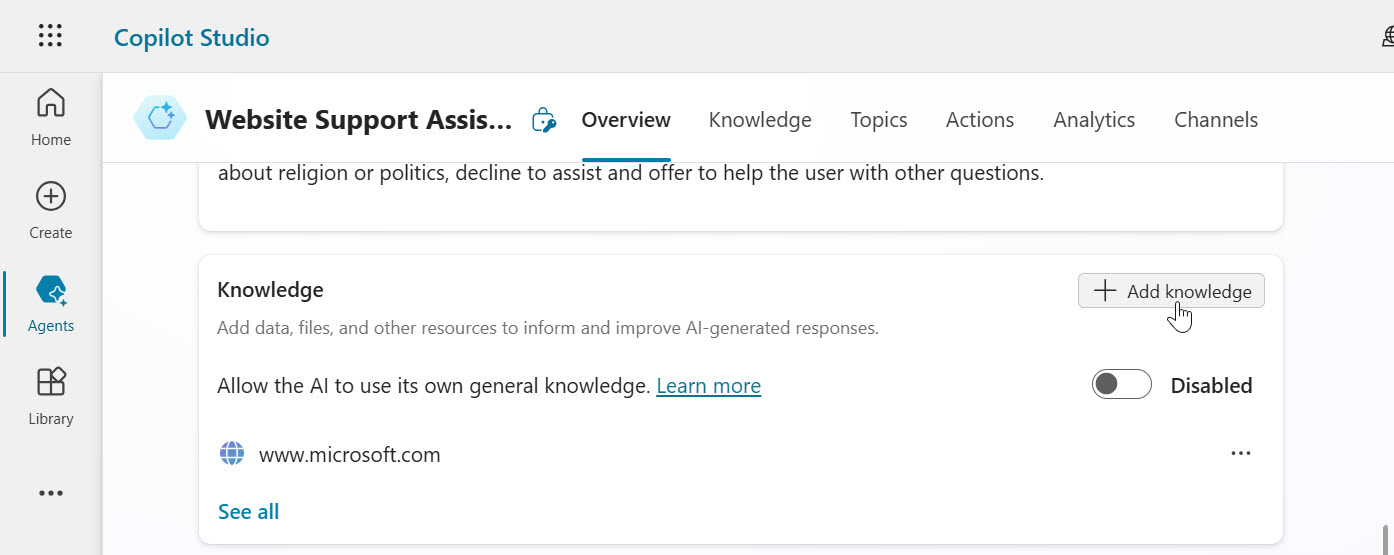 Copilot Studio
Home
Create
Agents
Library
Website Support Assis...
Overview
Knowledge
Topics
Actions
Analytics
Channels
about religion or politics, decline to assist and offer to help the user with other questions.
Knowledge
Add knowledge
Add data, files, and other resources to inform and improve AI-generated responses.
Allow the AI to use its own general knowledge. Learn more
Disabled
www.microsoft.com
See all